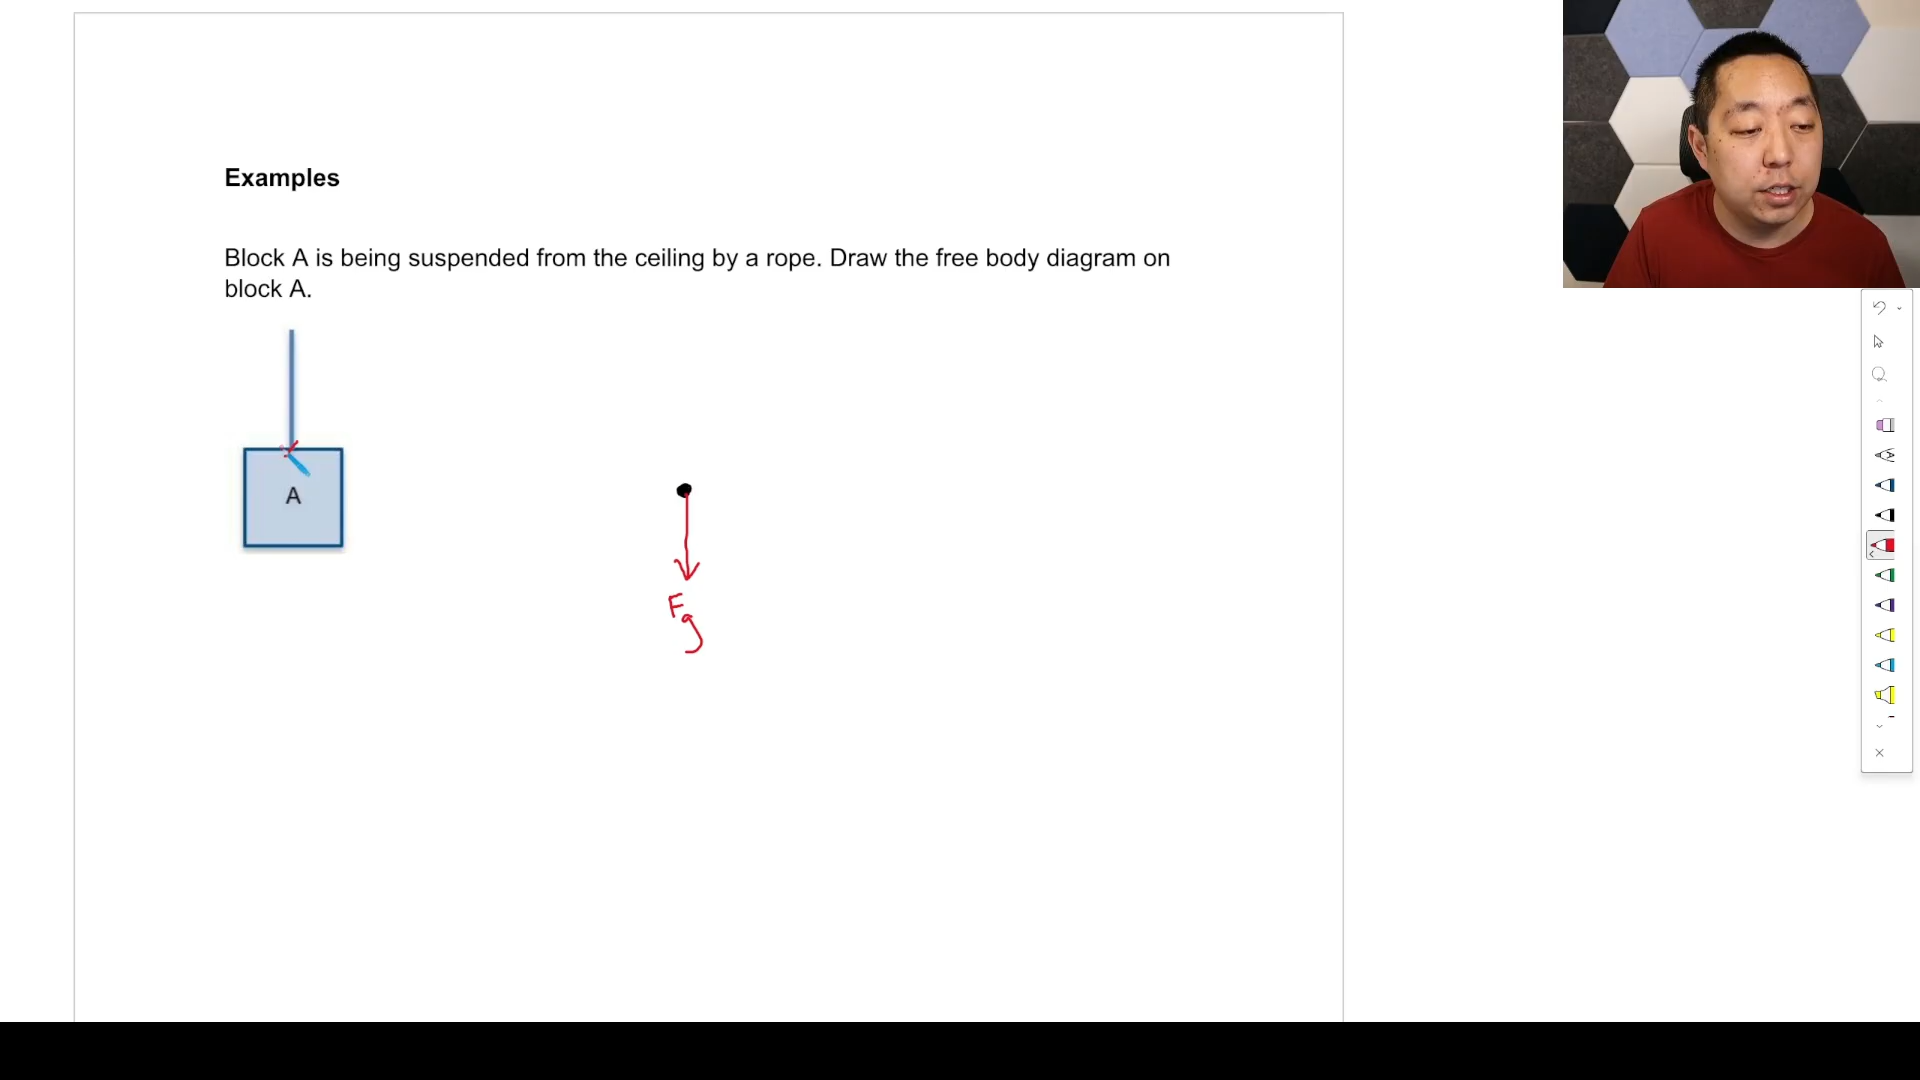 Examples
Block A is being suspended from the ceiling by a rope. Draw the free body diagram on
block A.
A
Fg